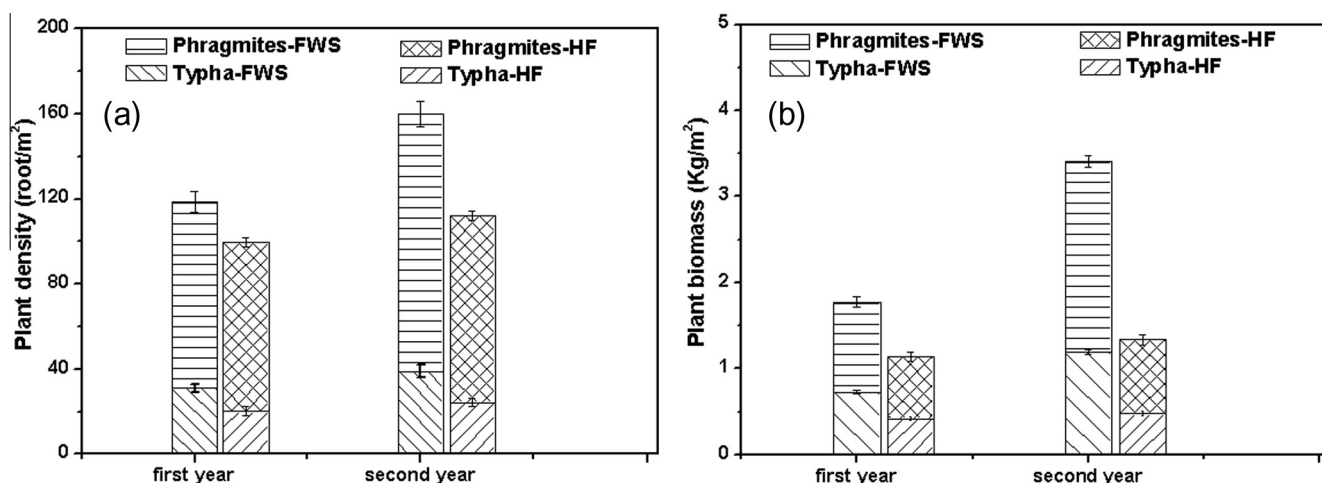 Phragmites-FWS
Phragmites-HF
Typha-FWS
Typha-HF
(a)
Plant density (root/m²)
200
160
120
80
40
0
first year
second year
Phragmites-FWS
Phragmites-HF
Typha-FWS
Typha-HF
(b)
Plant biomass (Kg/m²)
5
4
3
2
1
0
first year
second year